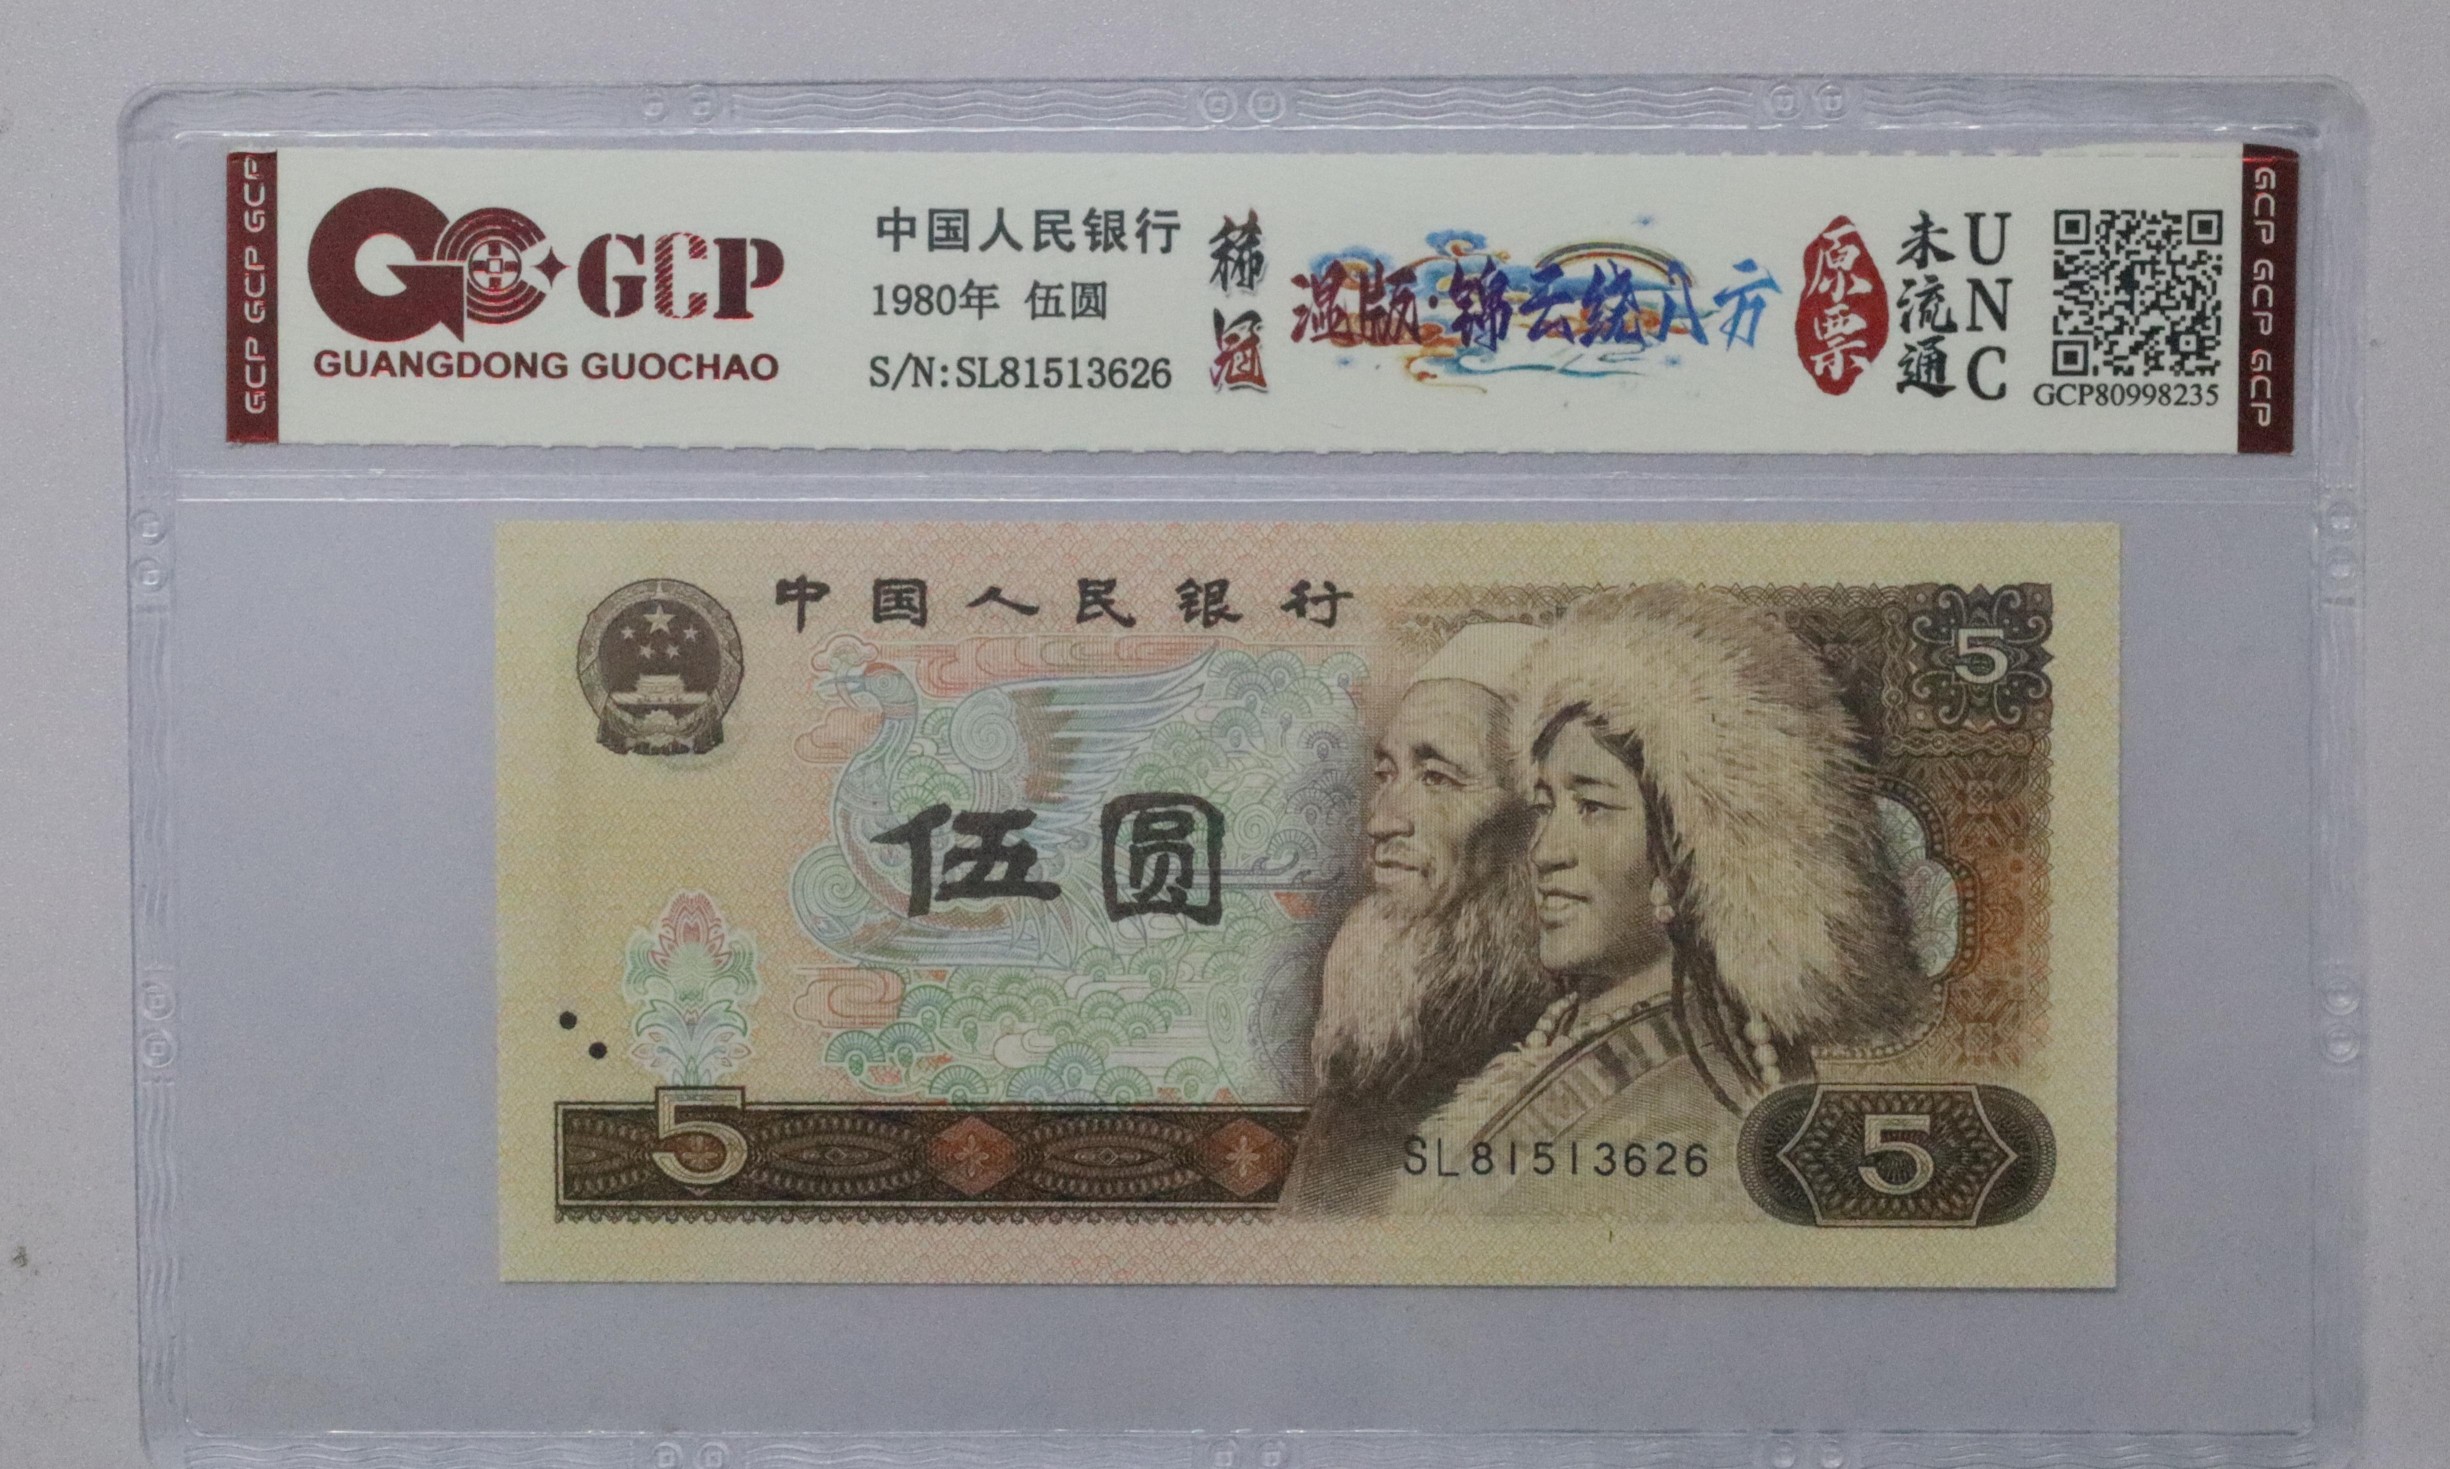 GCP GCP GCP
GCP
GUANGDONG GUOCHAO
中国人民银行
1980年 伍圆
S/N:SL81513626
稀冠
混版·锦云绕八方
原票
未流通
UNC
GCP80998235
GCP GCP GCP
中国人民银行
5
伍圆
5
SL81513626
5